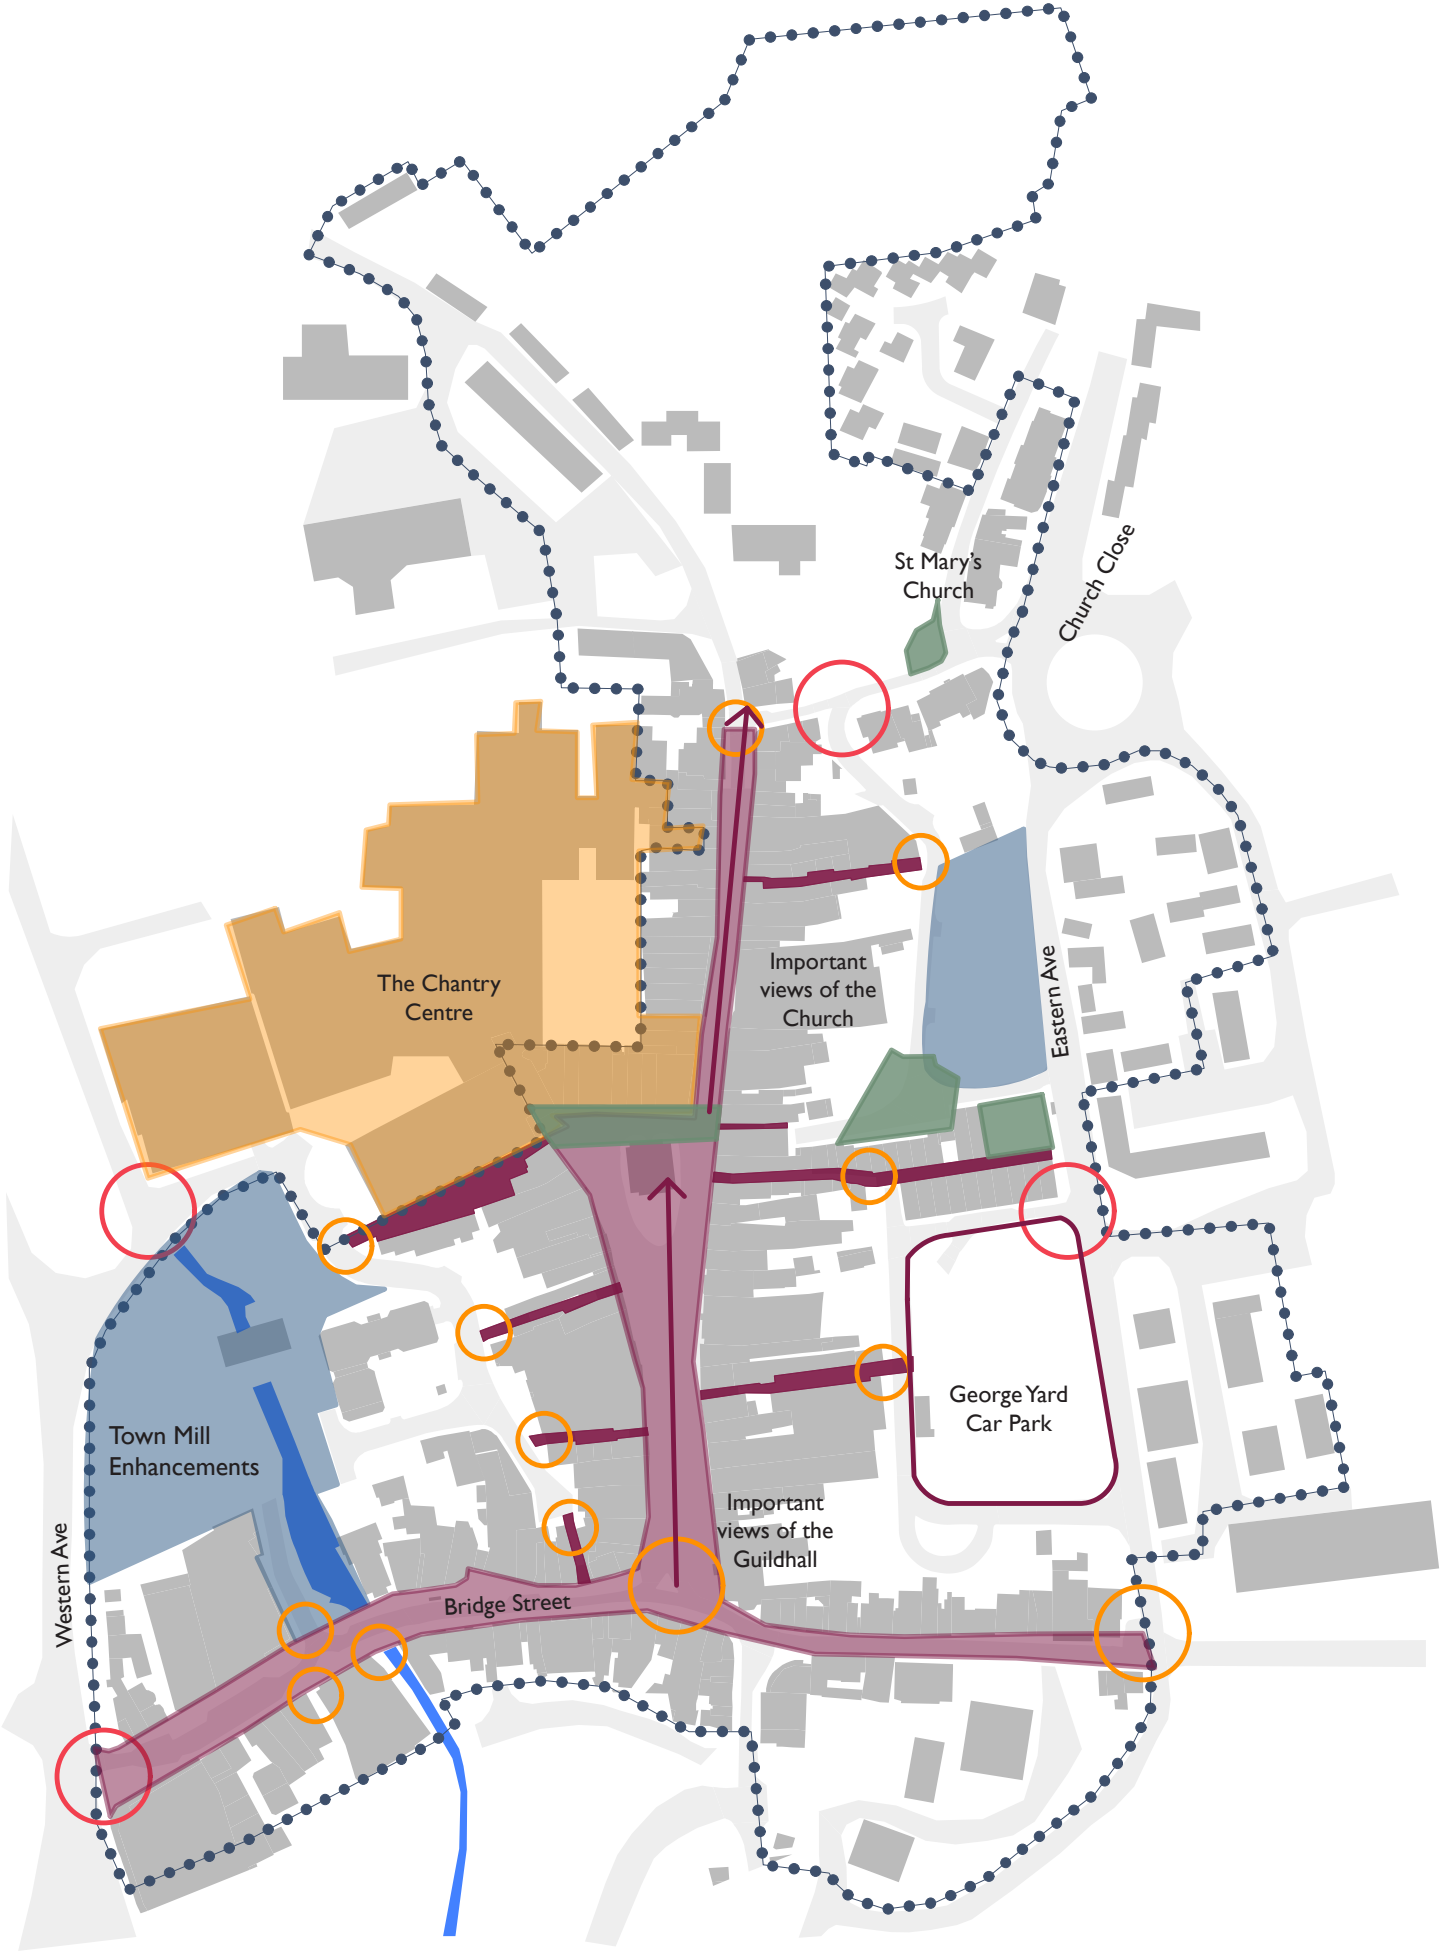 St Mary's
Church
Church Close
The Chantry
Centre
Important
views of the
Church
Eastern Ave
George Yard
Car Park
Town Mill
Enhancements
Important
views of the
Guildhall
Western Ave
Bridge Street